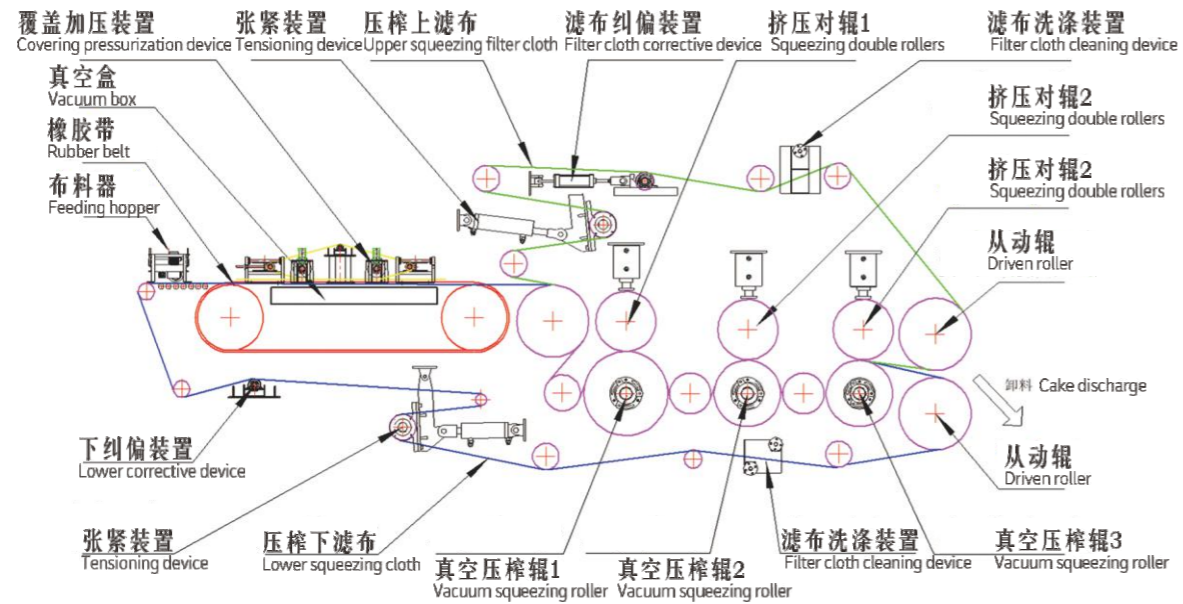 覆盖加压装置
Covering pressurization device
张紧装置
Tensioning device
压榨上滤布
Upper squeezing filter cloth
滤布纠偏装置
Filter cloth corrective device
挤压对辊1
Squeezing double rollers
滤布洗涤装置
Filter cloth cleaning device
真空盒
Vacuum box
橡胶带
Rubber belt
布料器
Feeding hopper
挤压对辊2
Squeezing double rollers
挤压对辊2
Squeezing double rollers
从动辊
Driven roller
卸料 Cake discharge
下纠偏装置
Lower corrective device
从动辊
Driven roller
张紧装置
Tensioning device
压榨下滤布
Lower squeezing cloth
真空压榨辊1
Vacuum squeezing roller
真空压榨辊2
Vacuum squeezing roller
滤布洗涤装置
Filter cloth cleaning device
真空压榨辊3
Vacuum squeezing roller